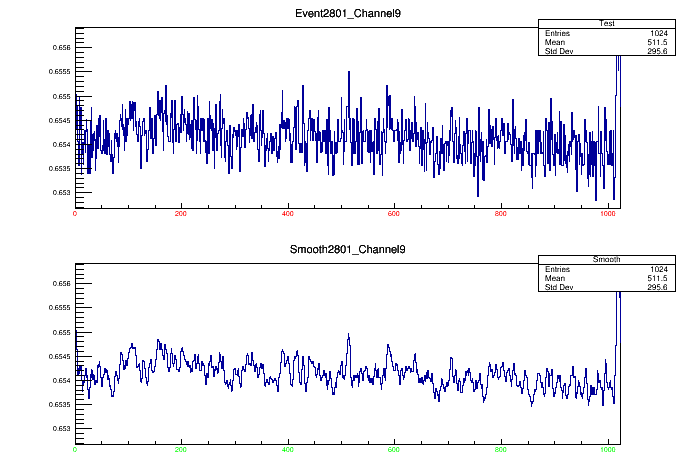 Event2801_Channel9
Test
Entries 1024
Mean 511.5
Std Dev 295.6
0.656
0.6555
0.655
0.6545
0.654
0.6535
0.653
0 200 400 600 800 1000
Smooth2801_Channel9
Smooth
Entries 1024
Mean 511.5
Std Dev 295.6
0.656
0.6555
0.655
0.6545
0.654
0.6535
0.653
0 200 400 600 800 1000